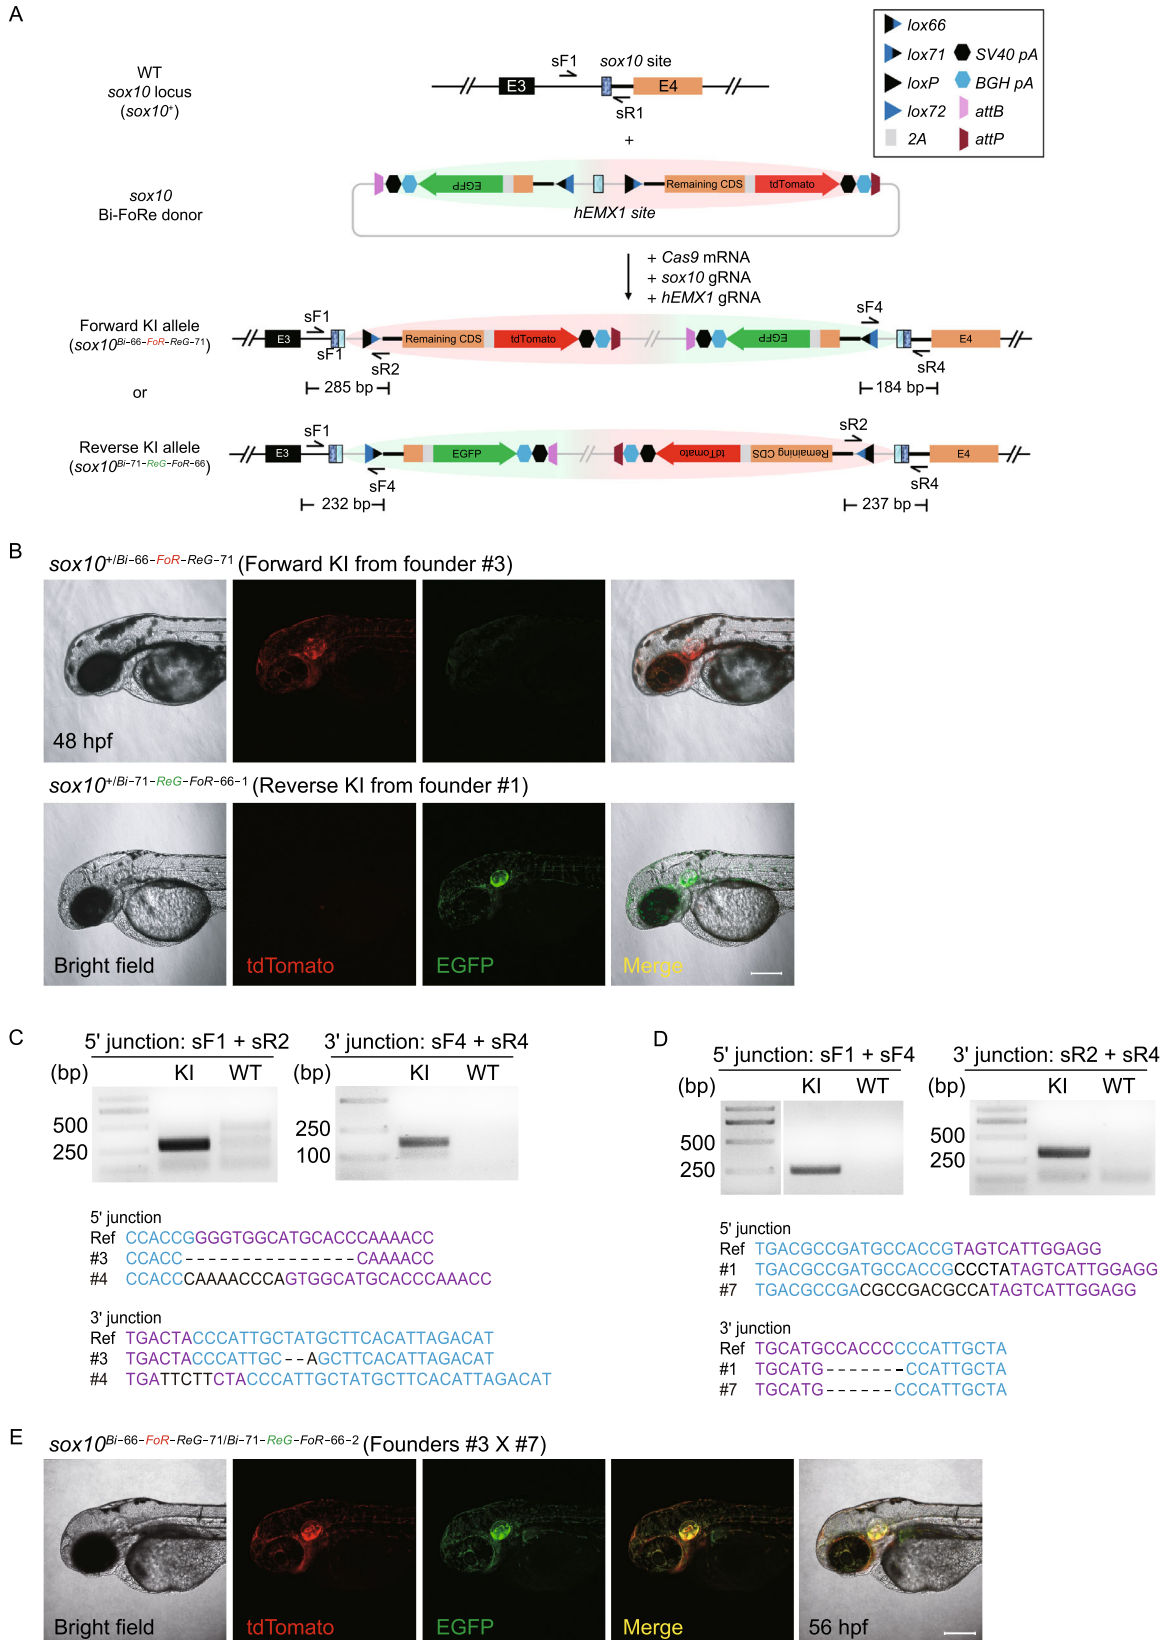 A
WT
sox10 locus
(sox10+)
sF1
sox10 site
E3
E4
sR1
+
lox66
lox71
loxP
lox72
2A
SV40 pA
BGH pA
attB
attP
sox10
Bi-FoRe donor
EGFP
Remaining CDS
tdTomato
hEMX1 site
+ Cas9 mRNA
+ sox10 gRNA
+ hEMX1 gRNA
Forward KI allele
(sox10Bi-66-FoR-ReG-71)
sF1
sF4
E3
Remaining CDS
tdTomato
EGFP
E4
sF1
sR2
sR4
285 bp
184 bp
or
Reverse KI allele
(sox10Bi-71-ReG-FoR-66)
sF1
sR2
E3
EGFP
tdTomato
Remaining CDS
E4
sF4
sR4
232 bp
237 bp
B
sox10+/Bi-66-FoR-ReG-71 (Forward KI from founder #3)
48 hpf
sox10+/Bi-71-ReG-FoR-66-1 (Reverse KI from founder #1)
Bright field
tdTomato
EGFP
Merge
C
5' junction: sF1 + sR2
3' junction: sF4 + sR4
(bp)
KI
WT
(bp)
KI
WT
500
250
250
100
5' junction
Ref CCACCGGGGTGGCATGCACCCAAAACC
#3 CCACC----------------CAAAACC
#4 CCACCCAAAACCCAGTGGCATGCACCCAAACC
3' junction
Ref TGACTACCCATTGCTATGCTTCACATTAGACAT
#3 TGACTACCCATTGC--AGCTTCACATTAGACAT
#4 TGATTCTTCTACCCATTGCTATGCTTCACATTAGACAT
D
5' junction: sF1 + sF4
3' junction: sR2 + sR4
(bp)
KI
WT
(bp)
KI
WT
500
250
500
250
5' junction
Ref TGACGCCGATGCCACCGTAGTCATTGGAGG
#1 TGACGCCGATGCCACCGCCCTATAGTCATTGGAGG
#7 TGACGCCGACGCCGACGCCATAGTCATTGGAGG
3' junction
Ref TGCATGCCACCCCCCATTGCTA
#1 TGCATG--------CCATTGCTA
#7 TGCATG-------CCCATTGCTA
E
sox10Bi-66-FoR-ReG-71/Bi-71-ReG-FoR-66-2 (Founders #3 X #7)
Bright field
tdTomato
EGFP
Merge
56 hpf